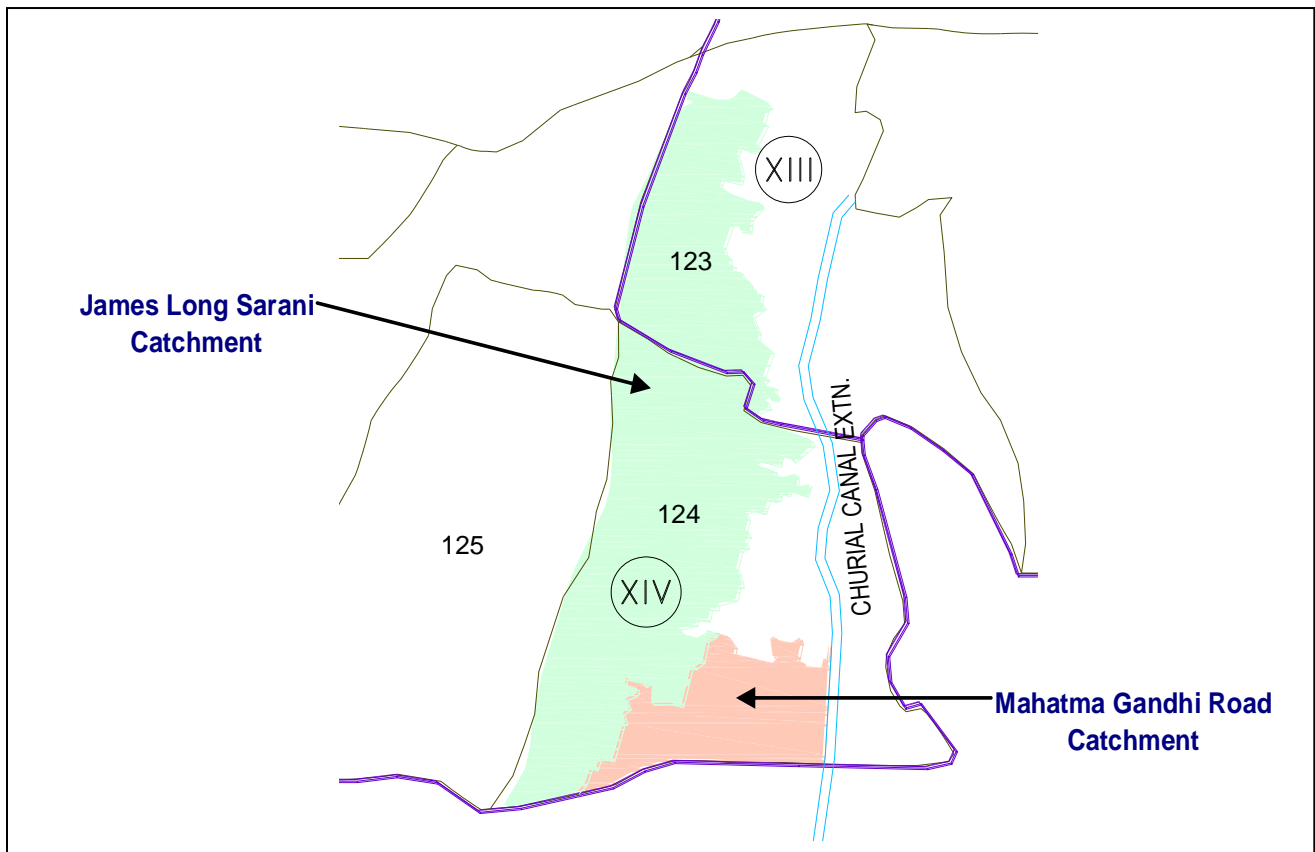 XIII
123
James Long Sarani
Catchment
CHURIAL CANAL EXTN.
124
125
XIV
Mahatma Gandhi Road
Catchment